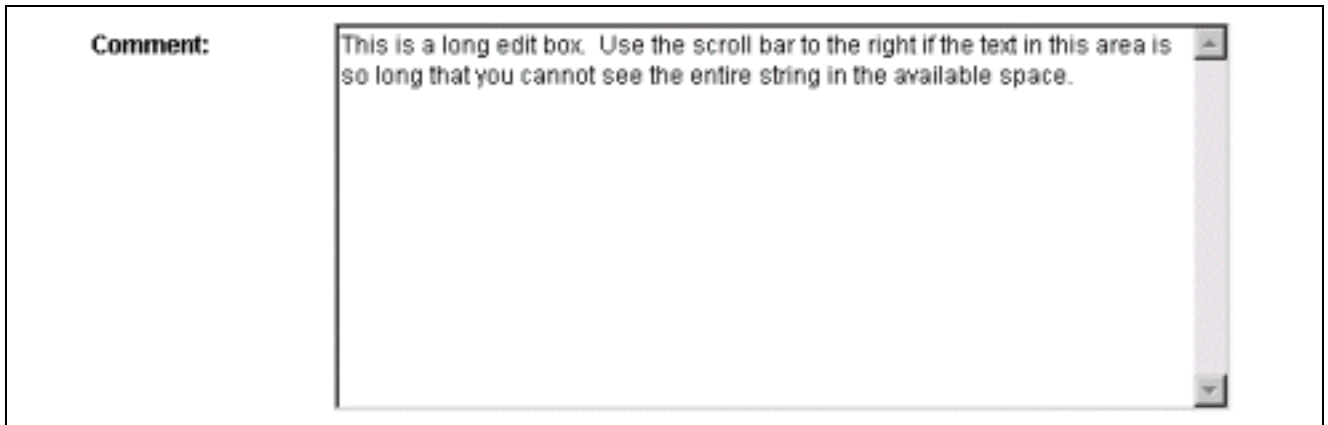 Comment:
This is a long edit box.  Use the scroll bar to the right if the text in this area is
so long that you cannot see the entire string in the available space.